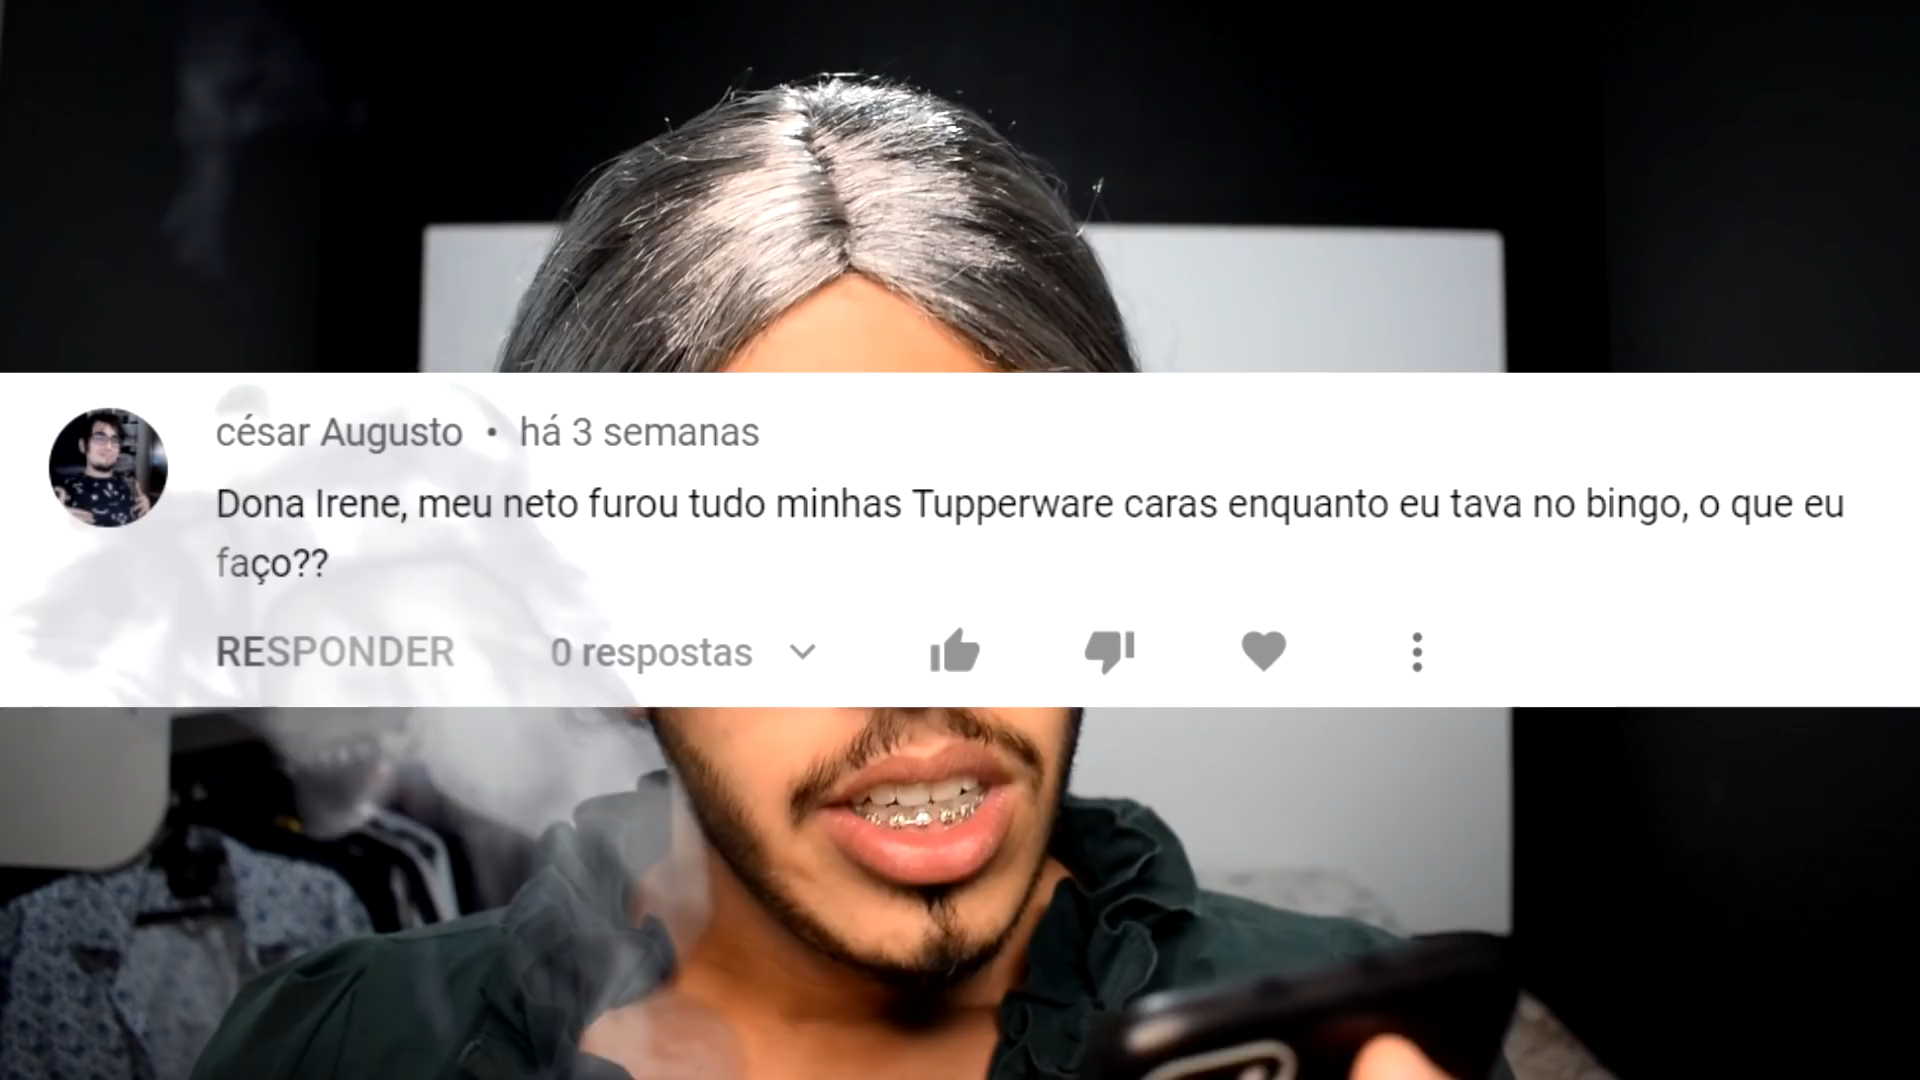 césar Augusto • há 3 semanas
Dona Irene, meu neto furou tudo minhas Tupperware caras enquanto eu tava no bingo, o que eu
faço??
RESPONDER 0 respostas